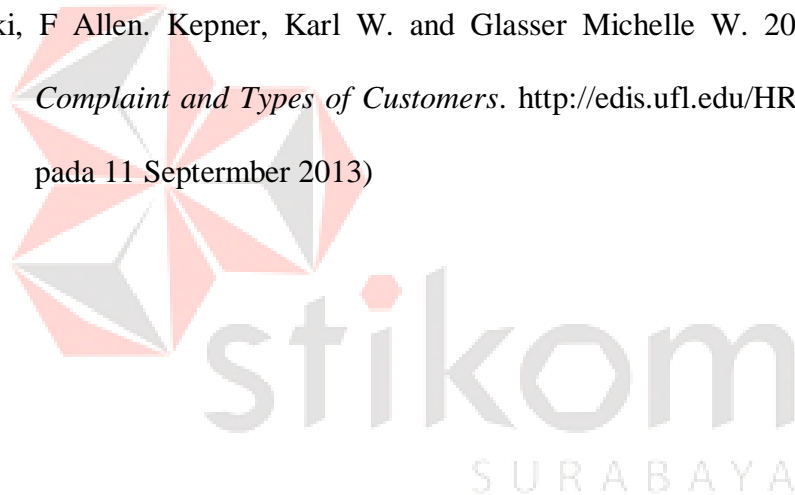 ki, F Allen. Kepner, Karl W. and Glasser Michelle W. 20
Complaint and Types of Customers. http://edis.ufl.edu/HR
pada 11 Septermber 2013)
stikom
SURABAYA